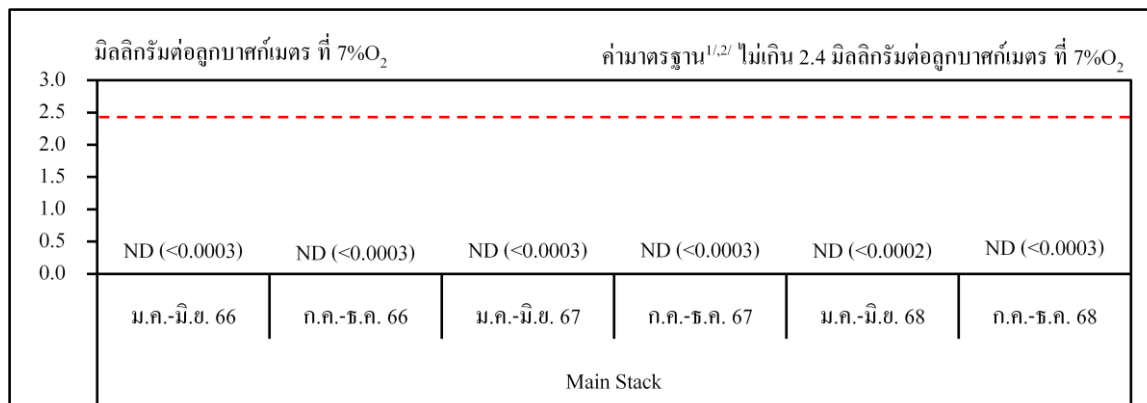 มิลลิกรัมต่อลูกบาศก์เมตร ที่ 7%O₂
ค่ามาตรฐาน¹/,²/ ไม่เกิน 2.4 มิลลิกรัมต่อลูกบาศก์เมตร ที่ 7%O₂
3.0
2.5
2.0
1.5
1.0
0.5
0.0
ND (<0.0003) ND (<0.0003) ND (<0.0003) ND (<0.0003) ND (<0.0002) ND (<0.0003)
ม.ค.-มิ.ย. 66 ก.ค.-ธ.ค. 66 ม.ค.-มิ.ย. 67 ก.ค.-ธ.ค. 67 ม.ค.-มิ.ย. 68 ก.ค.-ธ.ค. 68
Main Stack